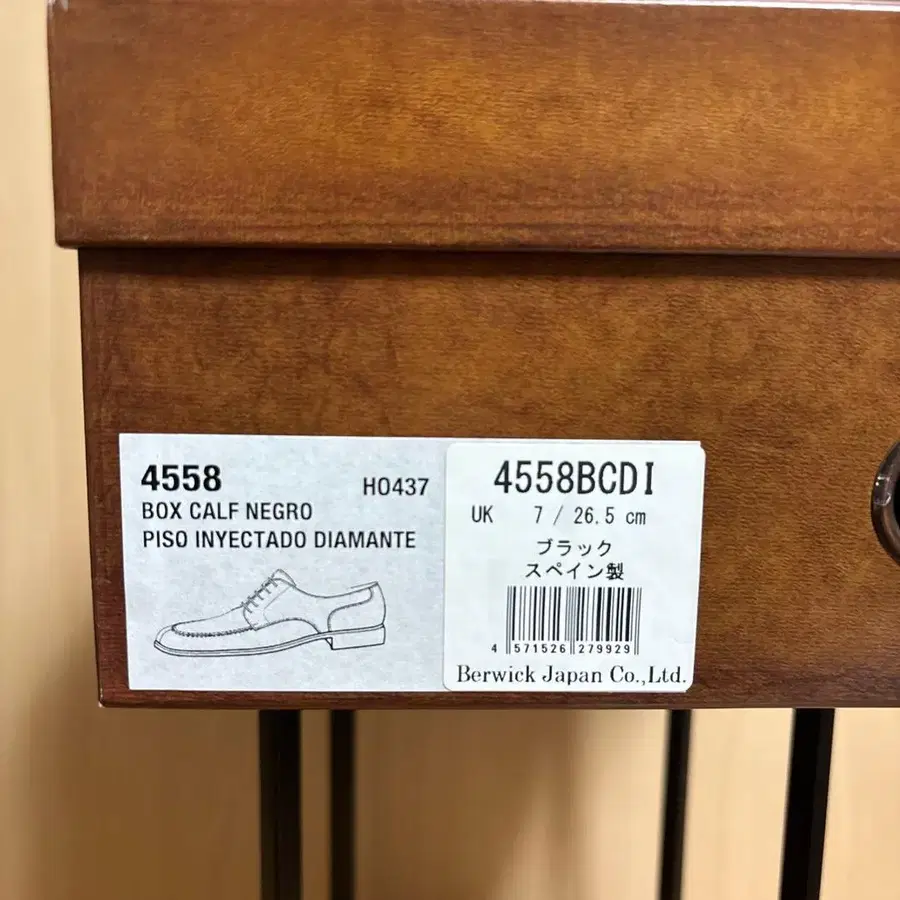 4558 HO437
BOX CALF NEGRO
PISO INYECTADO DIAMANTE
4558BCDI
UK 7 / 26.5 cm
ブラック
スペイン製
4 571526 279929
Berwick Japan Co.,Ltd.